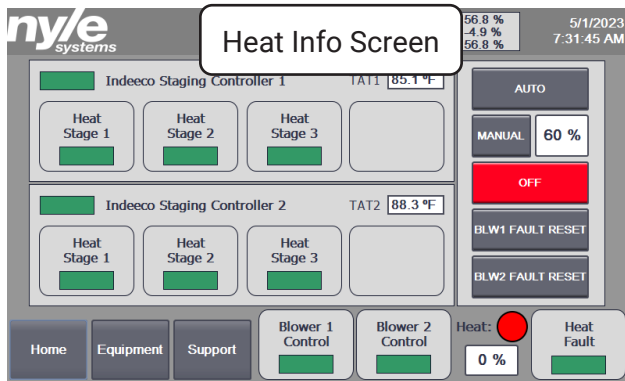 nyle
systems
Heat Info Screen
56.8 %
-4.9 %
56.8 %
5/1/2023
7:31:45 AM
Indeeco Staging Controller 1
TAT1 85.1 °F
Heat
Stage 1
Heat
Stage 2
Heat
Stage 3
Indeeco Staging Controller 2
TAT2 88.3 °F
Heat
Stage 1
Heat
Stage 2
Heat
Stage 3
AUTO
MANUAL 60 %
OFF
BLW1 FAULT RESET
BLW2 FAULT RESET
Home
Equipment
Support
Blower 1
Control
Blower 2
Control
Heat:
0 %
Heat
Fault